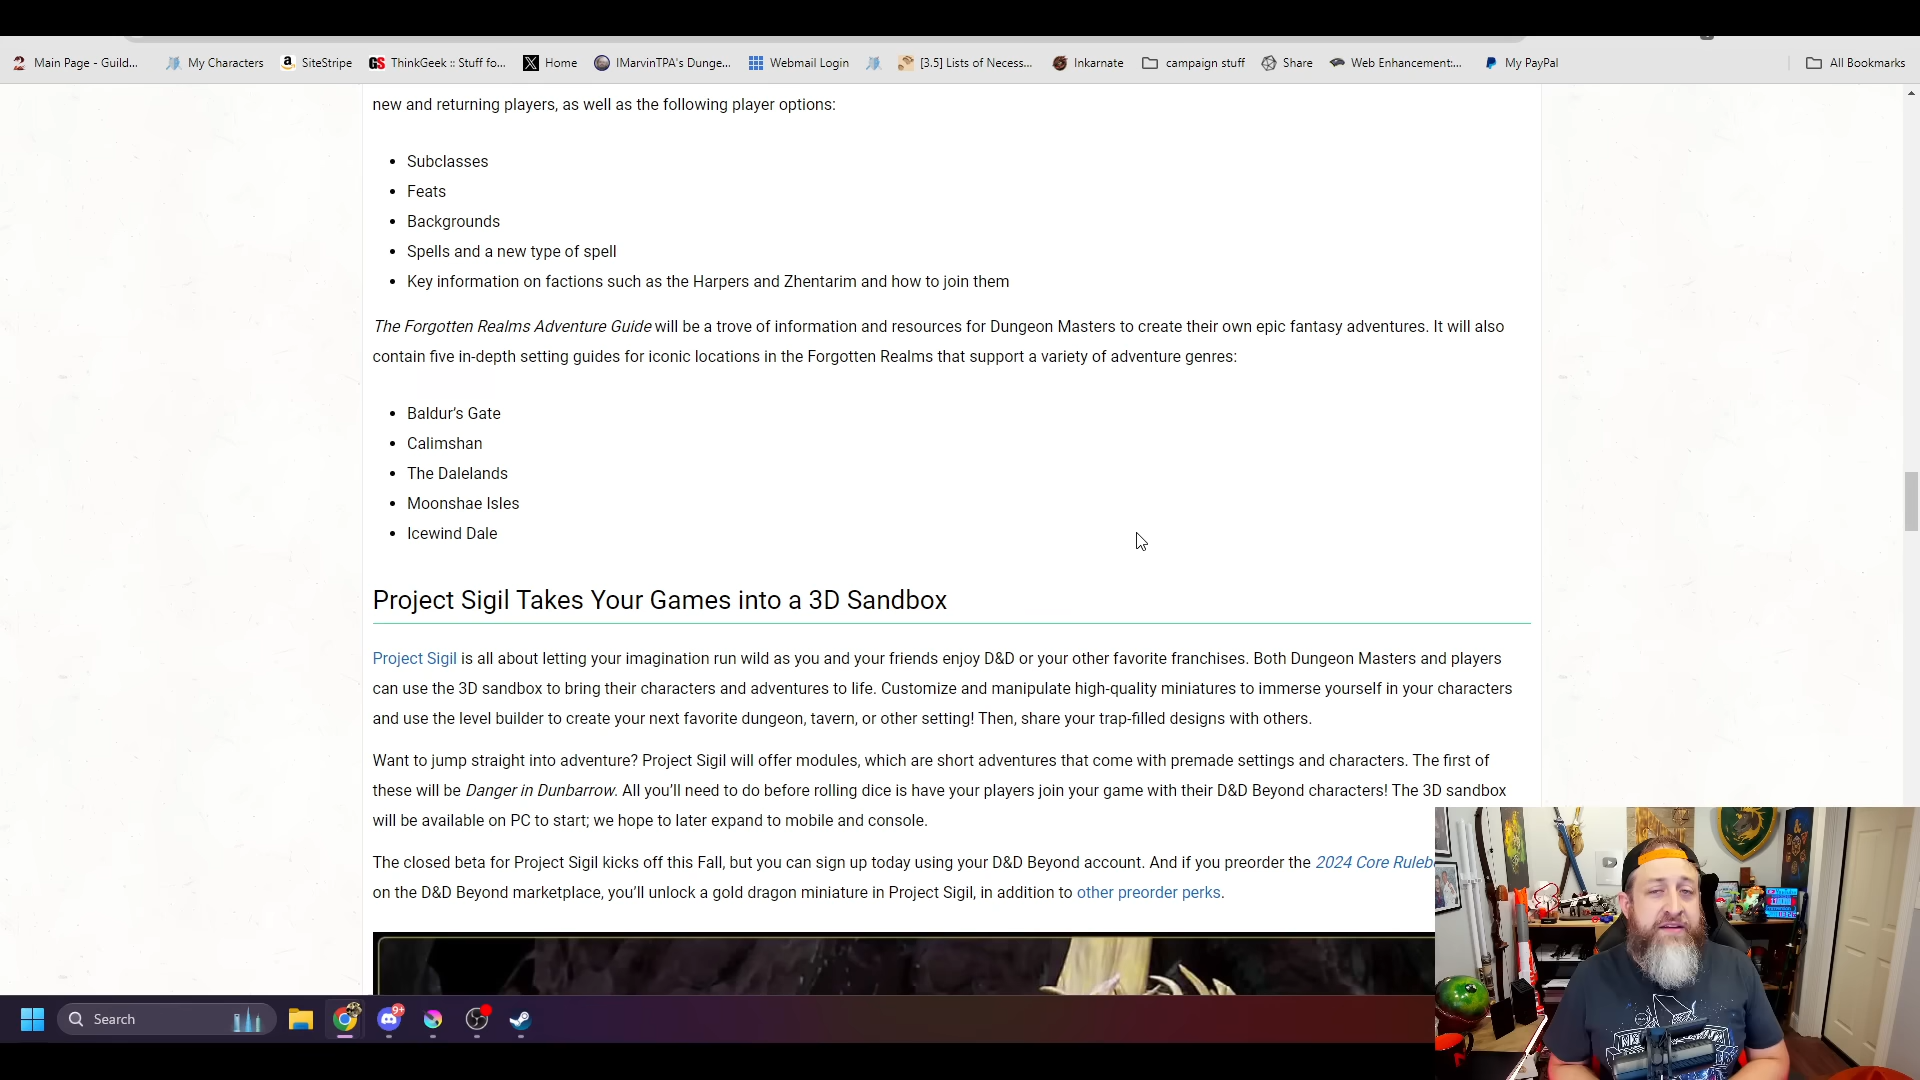 Main Page - Guild...
My Characters
SiteStripe
ThinkGeek :: Stuff fo...
Home
IMarvinTPA's Dunge...
Webmail Login
[3.5] Lists of Necess...
Inkarnate
campaign stuff
Share
Web Enhancement:...
My PayPal
All Bookmarks
new and returning players, as well as the following player options:
• Subclasses
• Feats
• Backgrounds
• Spells and a new type of spell
• Key information on factions such as the Harpers and Zhentarim and how to join them
The Forgotten Realms Adventure Guide will be a trove of information and resources for Dungeon Masters to create their own epic fantasy adventures. It will also
contain five in-depth setting guides for iconic locations in the Forgotten Realms that support a variety of adventure genres:
• Baldur’s Gate
• Calimshan
• The Dalelands
• Moonshae Isles
• Icewind Dale
Project Sigil Takes Your Games into a 3D Sandbox
Project Sigil is all about letting your imagination run wild as you and your friends enjoy D&D or your other favorite franchises. Both Dungeon Masters and players
can use the 3D sandbox to bring their characters and adventures to life. Customize and manipulate high-quality miniatures to immerse yourself in your characters
and use the level builder to create your next favorite dungeon, tavern, or other setting! Then, share your trap-filled designs with others.
Want to jump straight into adventure? Project Sigil will offer modules, which are short adventures that come with premade settings and characters. The first of
these will be Danger in Dunbarrow. All you’ll need to do before rolling dice is have your players join your game with their D&D Beyond characters! The 3D sandbox
will be available on PC to start; we hope to later expand to mobile and console.
The closed beta for Project Sigil kicks off this Fall, but you can sign up today using your D&D Beyond account. And if you preorder the 2024 Core Ruleb
on the D&D Beyond marketplace, you’ll unlock a gold dragon miniature in Project Sigil, in addition to other preorder perks.
Search
9+